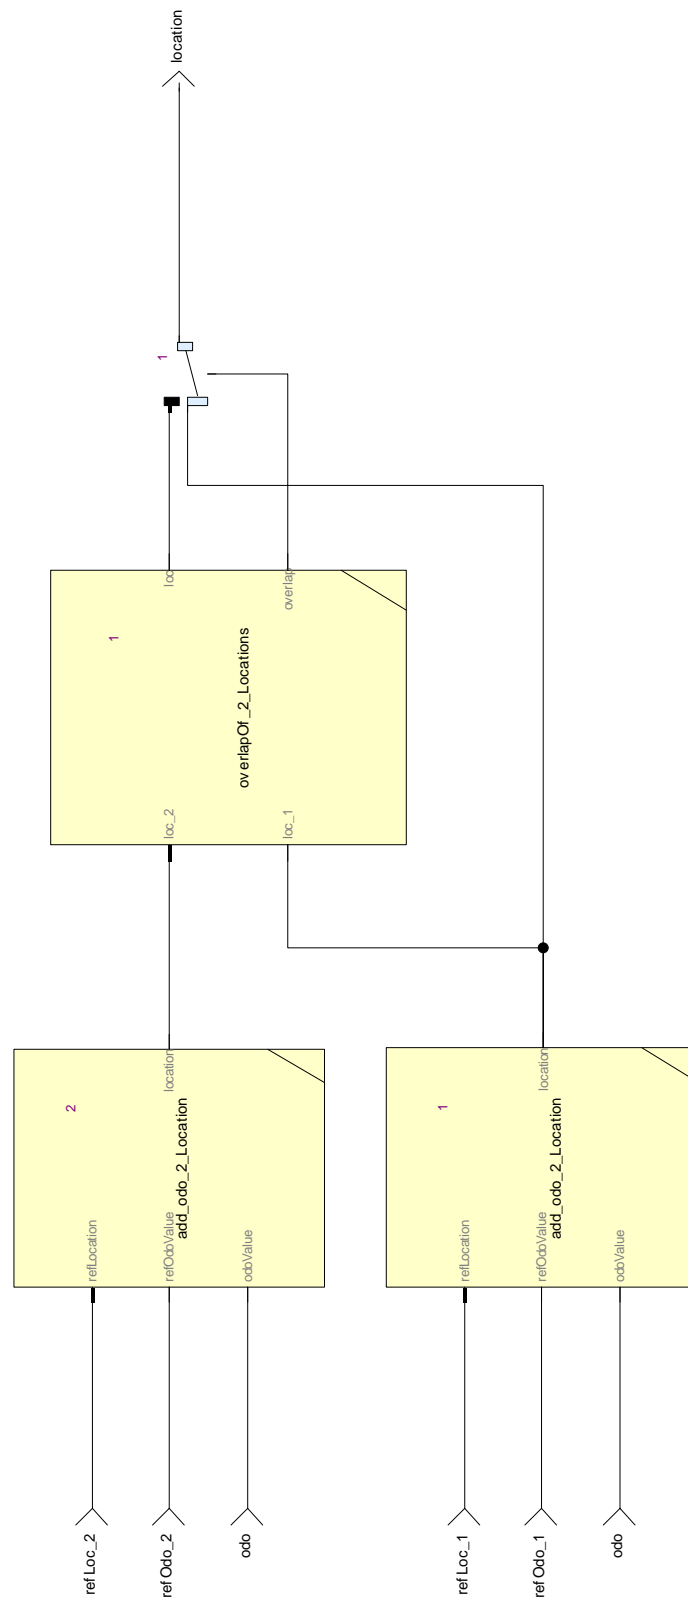 refLoc_2
refOdo_2
odo
refLocation
refOdoValue
odoValue
2
add_odo_2_Location
location
refLoc_1
refOdo_1
odo
refLocation
refOdoValue
odoValue
1
add_odo_2_Location
location
loc_2
loc_1
1
overlapOf_2_Locations
loc
overlap
1
location